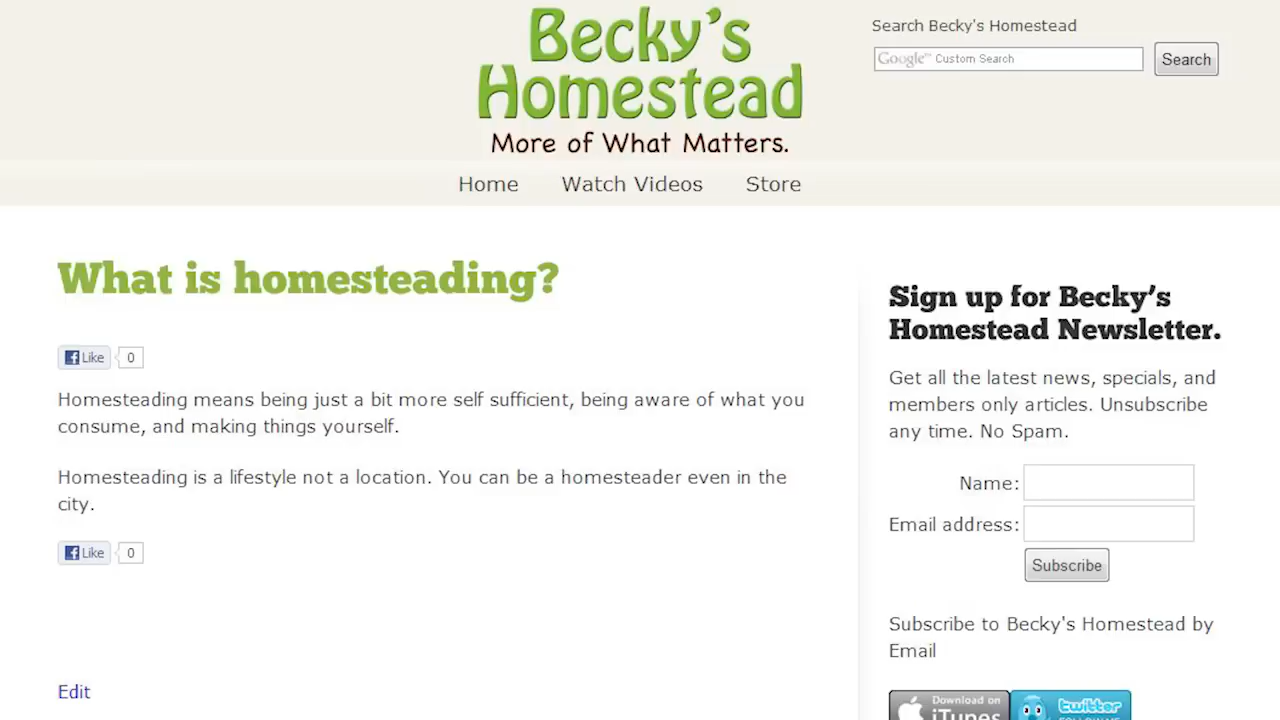 Becky's
Homestead
More of What Matters.
Search Becky's Homestead
Google™ Custom Search
Search
Home Watch Videos Store
What is homesteading?
Like 0
Homesteading means being just a bit more self sufficient, being aware of what you
consume, and making things yourself.
Homesteading is a lifestyle not a location. You can be a homesteader even in the
city.
Like 0
Edit
Sign up for Becky's
Homestead Newsletter.
Get all the latest news, specials, and
members only articles. Unsubscribe
any time. No Spam.
Name:
Email address:
Subscribe
Subscribe to Becky's Homestead by
Email
Download on
iTunes
twitter
FOLLOW ME